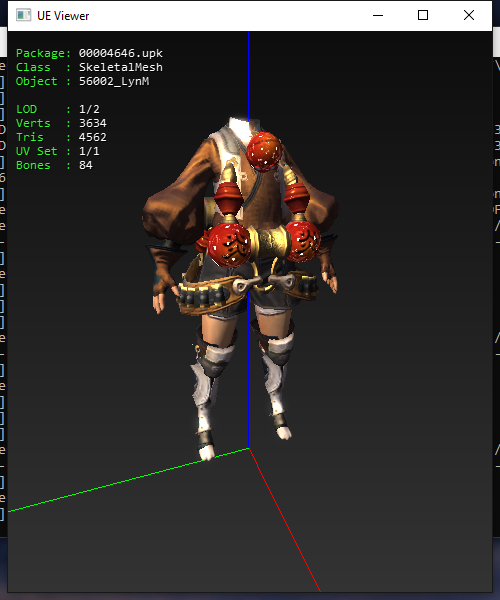 UE Viewer
Package: 00004646.upk
Class  : SkeletalMesh
Object : 56002_LynM
LOD    : 1/2
Verts  : 3634
Tris   : 4562
UV Set : 1/1
Bones  : 84